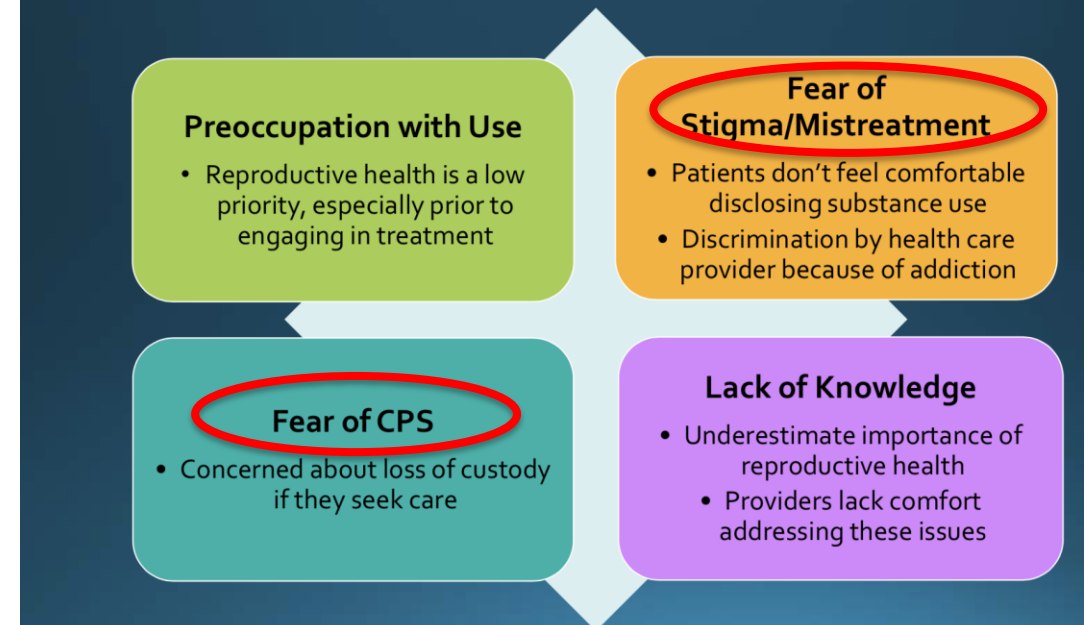 Preoccupation with Use
• Reproductive health is a low
priority, especially prior to
engaging in treatment
Fear of
Stigma/Mistreatment
• Patients don’t feel comfortable
disclosing substance use
• Discrimination by health care
provider because of addiction
Fear of CPS
• Concerned about loss of custody
if they seek care
Lack of Knowledge
• Underestimate importance of
reproductive health
• Providers lack comfort
addressing these issues